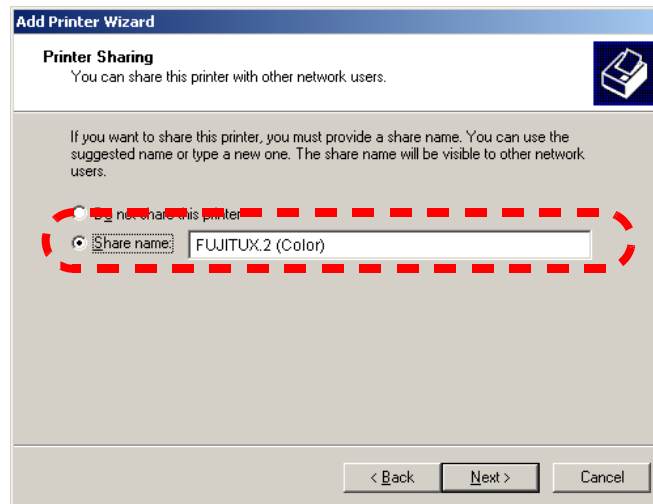 Add Printer Wizard
Printer Sharing
You can share this printer with other network users.
If you want to share this printer, you must provide a share name. You can use the
suggested name or type a new one. The share name will be visible to other network
users.
Do not share this printer
Share name: FUJITUX.2 (Color)
< Back Next > Cancel